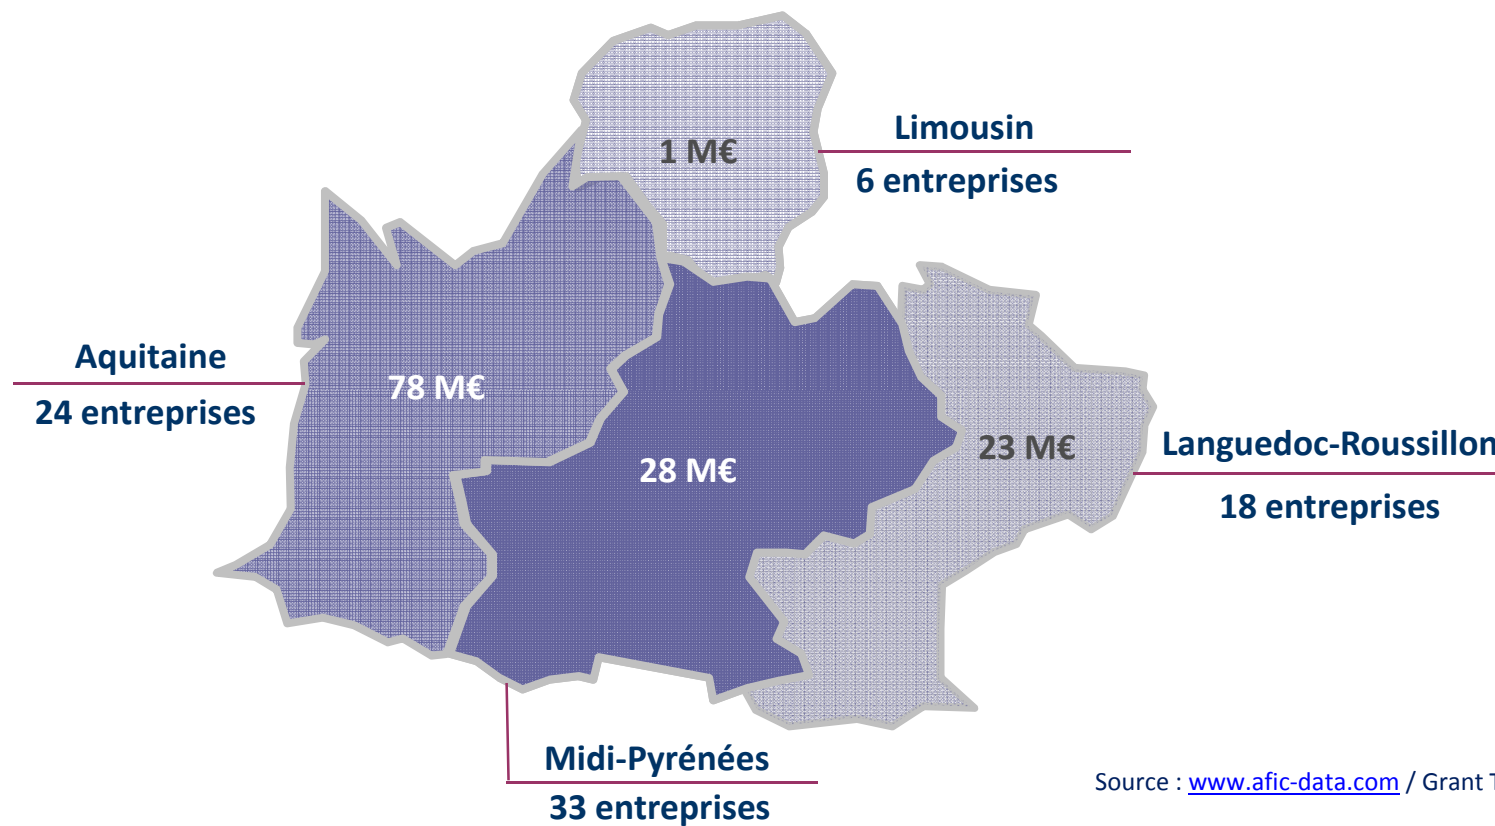 Limousin
1 M€
6 entreprises
Aquitaine
78 M€
24 entreprises
28 M€
23 M€
Languedoc-Roussillon
18 entreprises
Midi-Pyrénées
33 entreprises
Source : www.afic-data.com / Grant